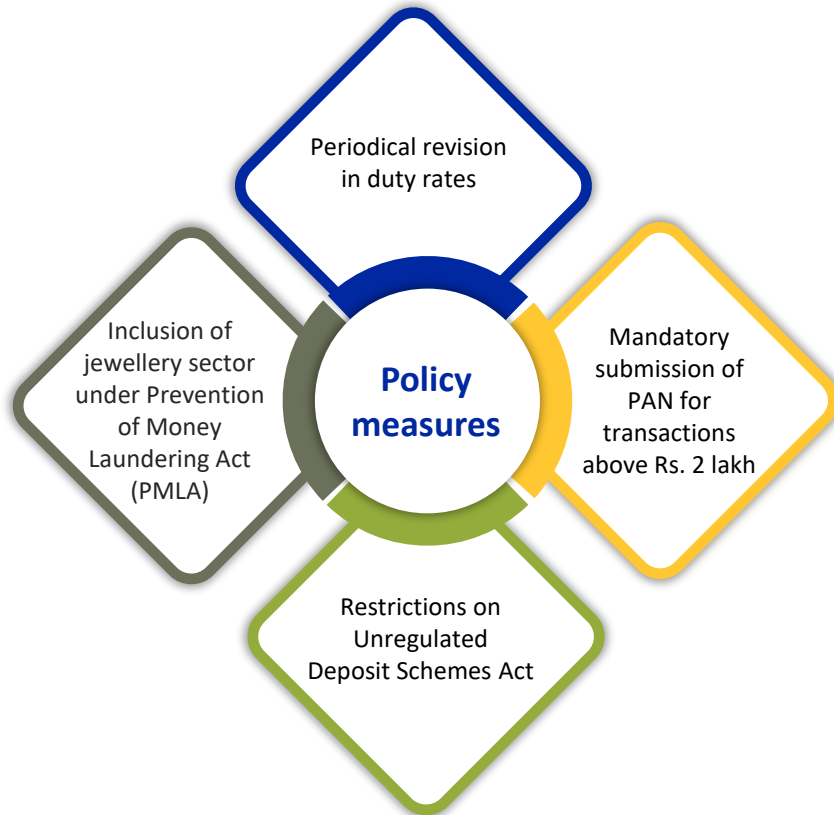 Periodical revision
in duty rates
Inclusion of
jewellery sector
under Prevention
of Money
Laundering Act
(PMLA)
Policy
measures
Mandatory
submission of
PAN for
transactions
above Rs. 2 lakh
Restrictions on
Unregulated
Deposit Schemes Act